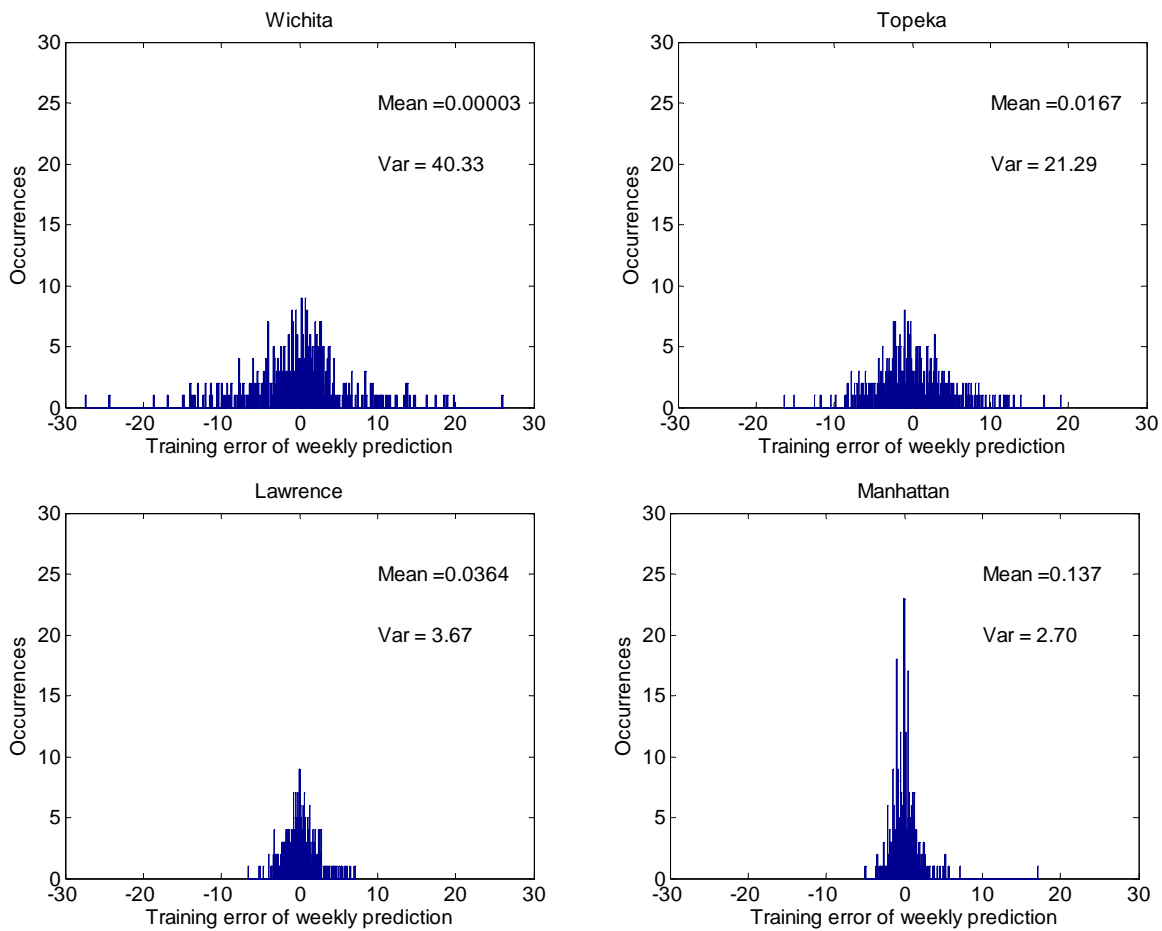 Wichita
30
25
20
15
10
5
0
Occurrences
Mean =0.00003
Var = 40.33
-30 -20 -10 0 10 20 30
Training error of weekly prediction
Topeka
30
25
20
15
10
5
0
Occurrences
Mean =0.0167
Var = 21.29
-30 -20 -10 0 10 20 30
Training error of weekly prediction
Lawrence
30
25
20
15
10
5
0
Occurrences
Mean =0.0364
Var = 3.67
-30 -20 -10 0 10 20 30
Training error of weekly prediction
Manhattan
30
25
20
15
10
5
0
Occurrences
Mean =0.137
Var = 2.70
-30 -20 -10 0 10 20 30
Training error of weekly prediction